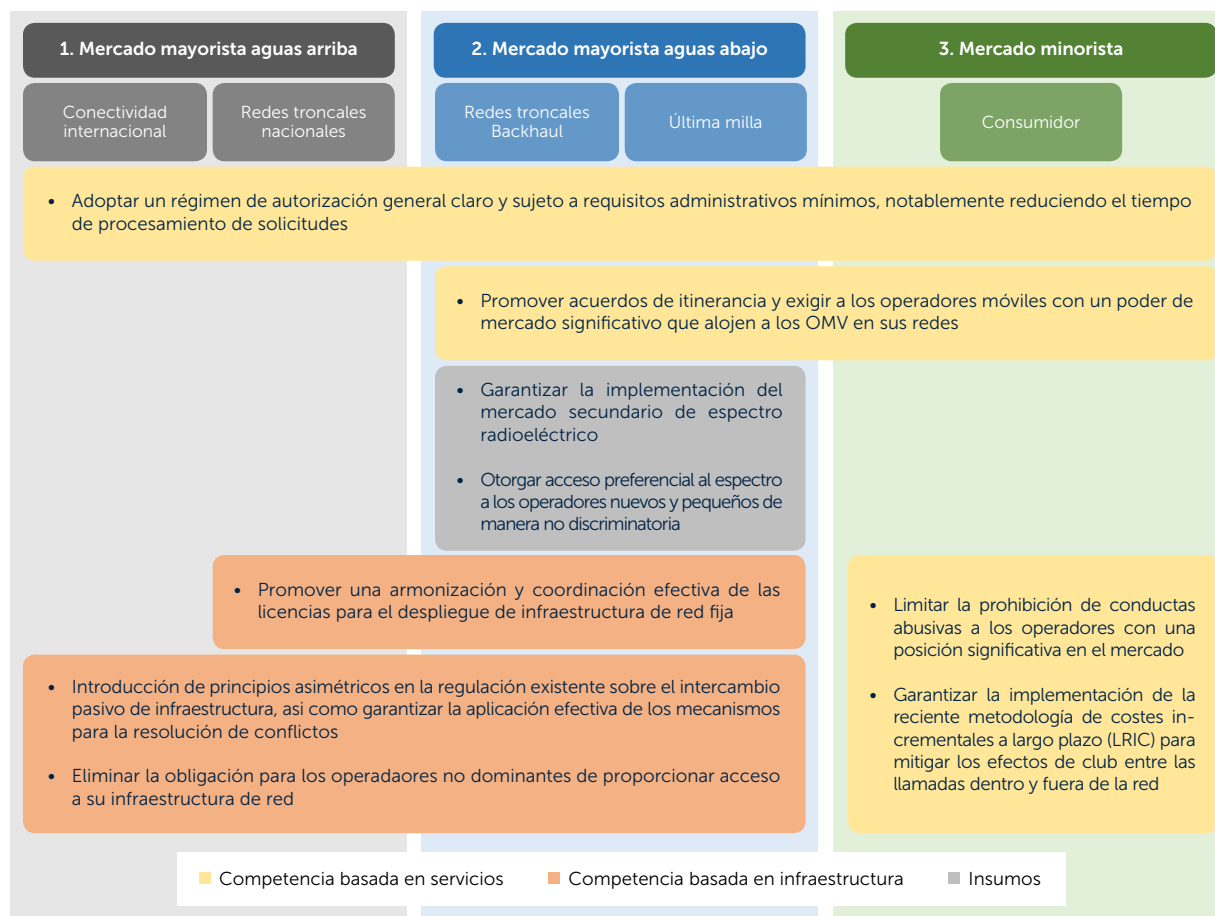 1. Mercado mayorista aguas arriba
2. Mercado mayorista aguas abajo
3. Mercado minorista
Conectividad
internacional
Redes troncales
nacionales
Redes troncales
Backhaul
Última milla
Consumidor
• Adoptar un régimen de autorización general claro y sujeto a requisitos administrativos mínimos, notablemente reduciendo el tiempo
de procesamiento de solicitudes
• Promover acuerdos de itinerancia y exigir a los operadores móviles con un poder de
mercado significativo que alojen a los OMV en sus redes
• Garantizar la implementación del
mercado secundario de espectro
radioeléctrico
• Otorgar acceso preferencial al espectro
a los operadores nuevos y pequeños de
manera no discriminatoria
• Promover una armonización y coordinación efectiva de las
licencias para el despliegue de infraestructura de red fija
• Introducción de principios asimétricos en la regulación existente sobre el intercambio
pasivo de infraestructura, asi como garantizar la aplicación efectiva de los mecanismos
para la resolución de conflictos
• Eliminar la obligación para los operadaores no dominantes de proporcionar acceso
a su infraestructura de red
• Limitar la prohibición de conductas
abusivas a los operadores con una
posición significativa en el mercado
• Garantizar la implementación de la
reciente metodología de costes in-
crementales a largo plazo (LRIC) para
mitigar los efectos de club entre las
llamadas dentro y fuera de la red
Competencia basada en servicios
Competencia basada en infraestructura
Insumos